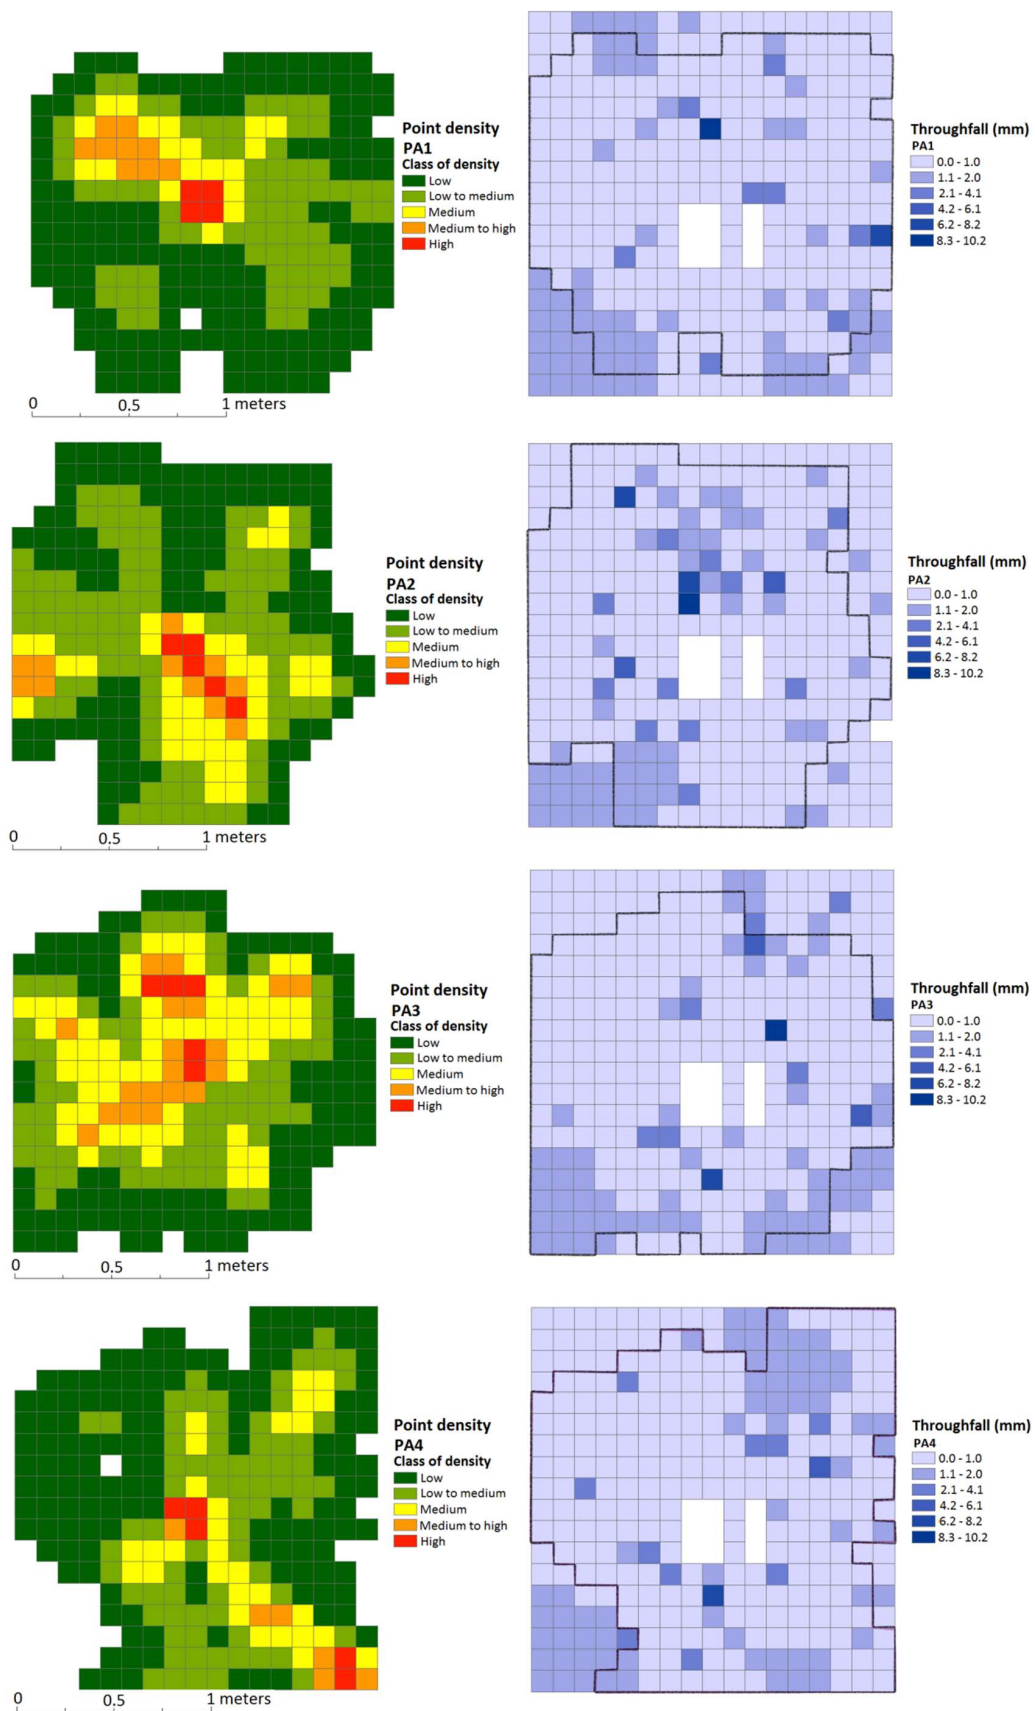 Point density
PA1
Class of density
Low
Low to medium
Medium
Medium to high
High
0 0.5 1 meters
Throughfall (mm)
PA1
0.0 - 1.0
1.1 - 2.0
2.1 - 4.1
4.2 - 6.1
6.2 - 8.2
8.3 - 10.2
Point density
PA2
Class of density
Low
Low to medium
Medium
Medium to high
High
0 0.5 1 meters
Throughfall (mm)
PA2
0.0 - 1.0
1.1 - 2.0
2.1 - 4.1
4.2 - 6.1
6.2 - 8.2
8.3 - 10.2
Point density
PA3
Class of density
Low
Low to medium
Medium
Medium to high
High
0 0.5 1 meters
Throughfall (mm)
PA3
0.0 - 1.0
1.1 - 2.0
2.1 - 4.1
4.2 - 6.1
6.2 - 8.2
8.3 - 10.2
Point density
PA4
Class of density
Low
Low to medium
Medium
Medium to high
High
0 0.5 1 meters
Throughfall (mm)
PA4
0.0 - 1.0
1.1 - 2.0
2.1 - 4.1
4.2 - 6.1
6.2 - 8.2
8.3 - 10.2